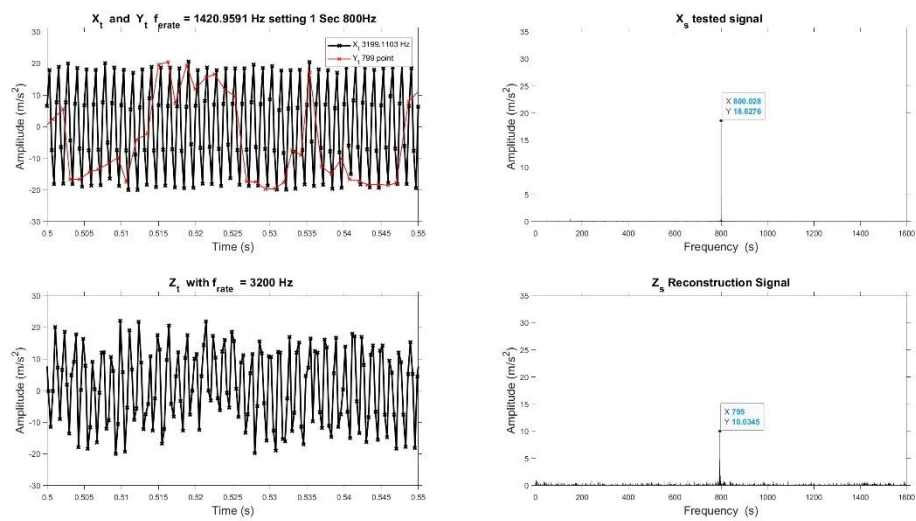 X_t and Y_t f_erate = 1420.9591 Hz setting 1 Sec 800Hz
X_t 3199.1103 Hz
Y_t 799 point
Amplitude (m/s²)
30
20
10
0
-10
-20
-30
0.5 0.505 0.51 0.515 0.52 0.525 0.53 0.535 0.54 0.545 0.55
Time (s)
X_s tested signal
X 800.028
Y 18.6276
Amplitude (m/s²)
35
30
25
20
15
10
5
0
0 200 400 600 800 1000 1200 1400 1600
Frequency (s)
Z_t with f_rate = 3200 Hz
Amplitude (m/s²)
30
20
10
0
-10
-20
-30
0.5 0.505 0.51 0.515 0.52 0.525 0.53 0.535 0.54 0.545 0.55
Time (s)
Z_s Reconstruction Signal
X 795
Y 10.0345
Amplitude (m/s²)
35
30
25
20
15
10
5
0
0 200 400 600 800 1000 1200 1400 1600
Frequency (s)